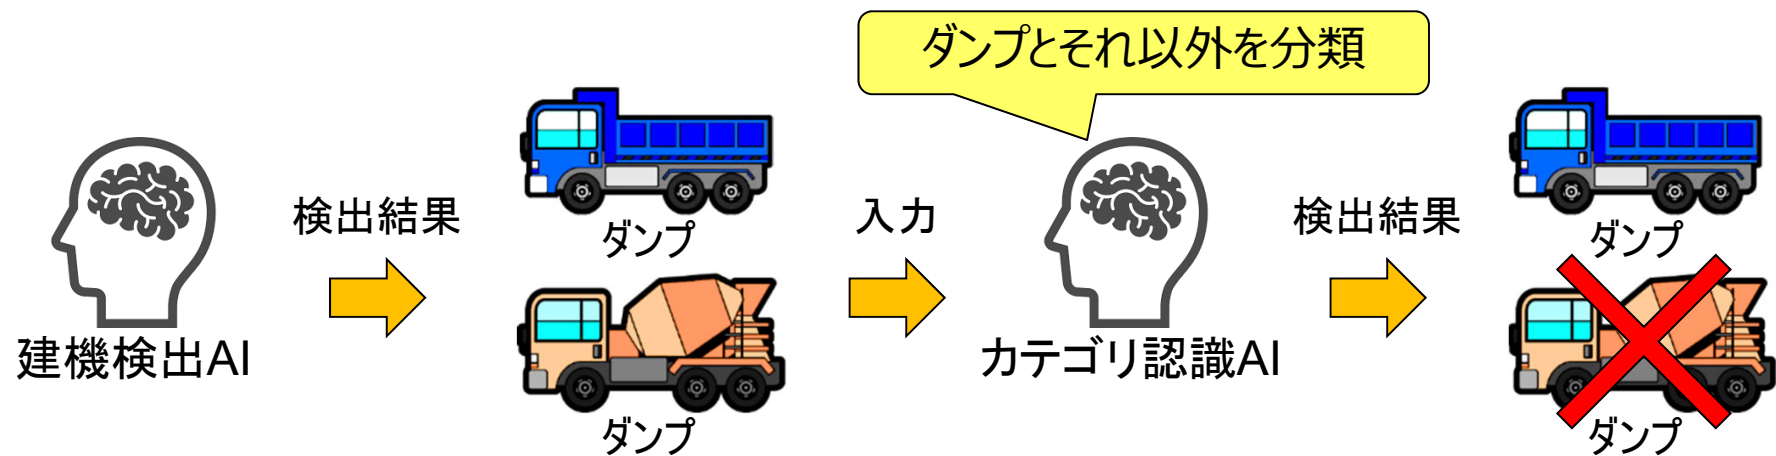 ダンプとそれ以外を分類
検出結果
ダンプ
入力
検出結果
ダンプ
建機検出AI
カテゴリ認識AI
ダンプ
ダンプ